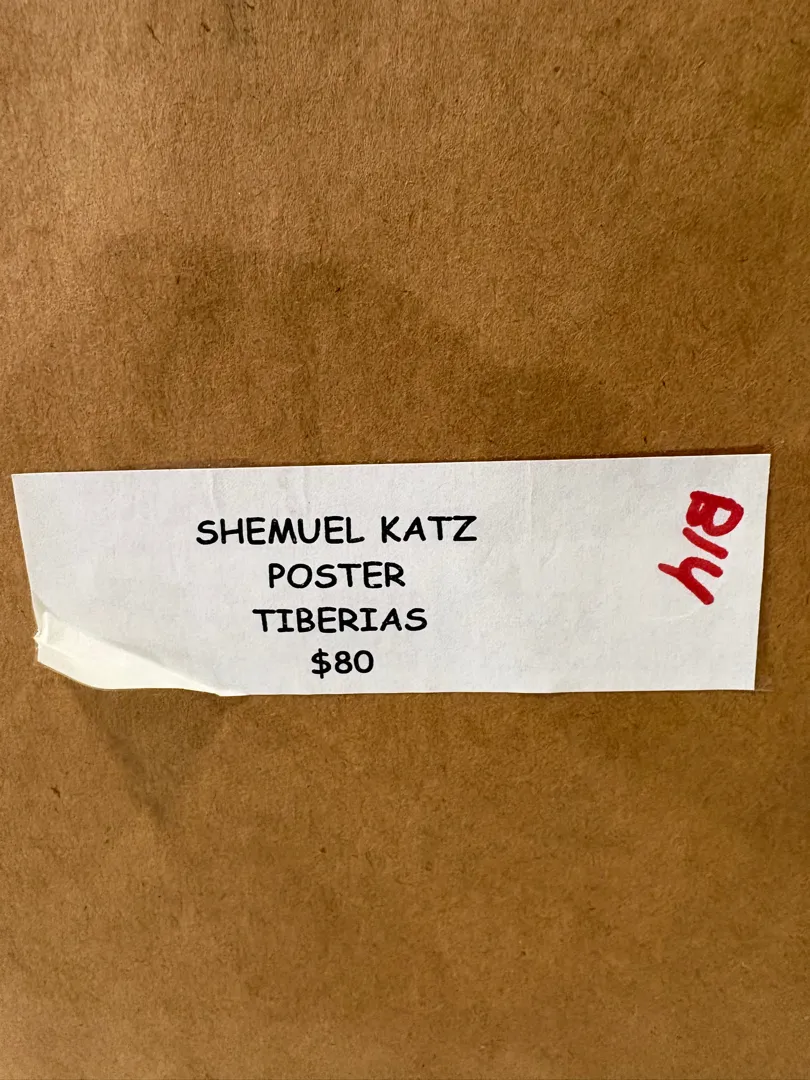 SHEMUEL KATZ
POSTER
TIBERIAS
$80
B14